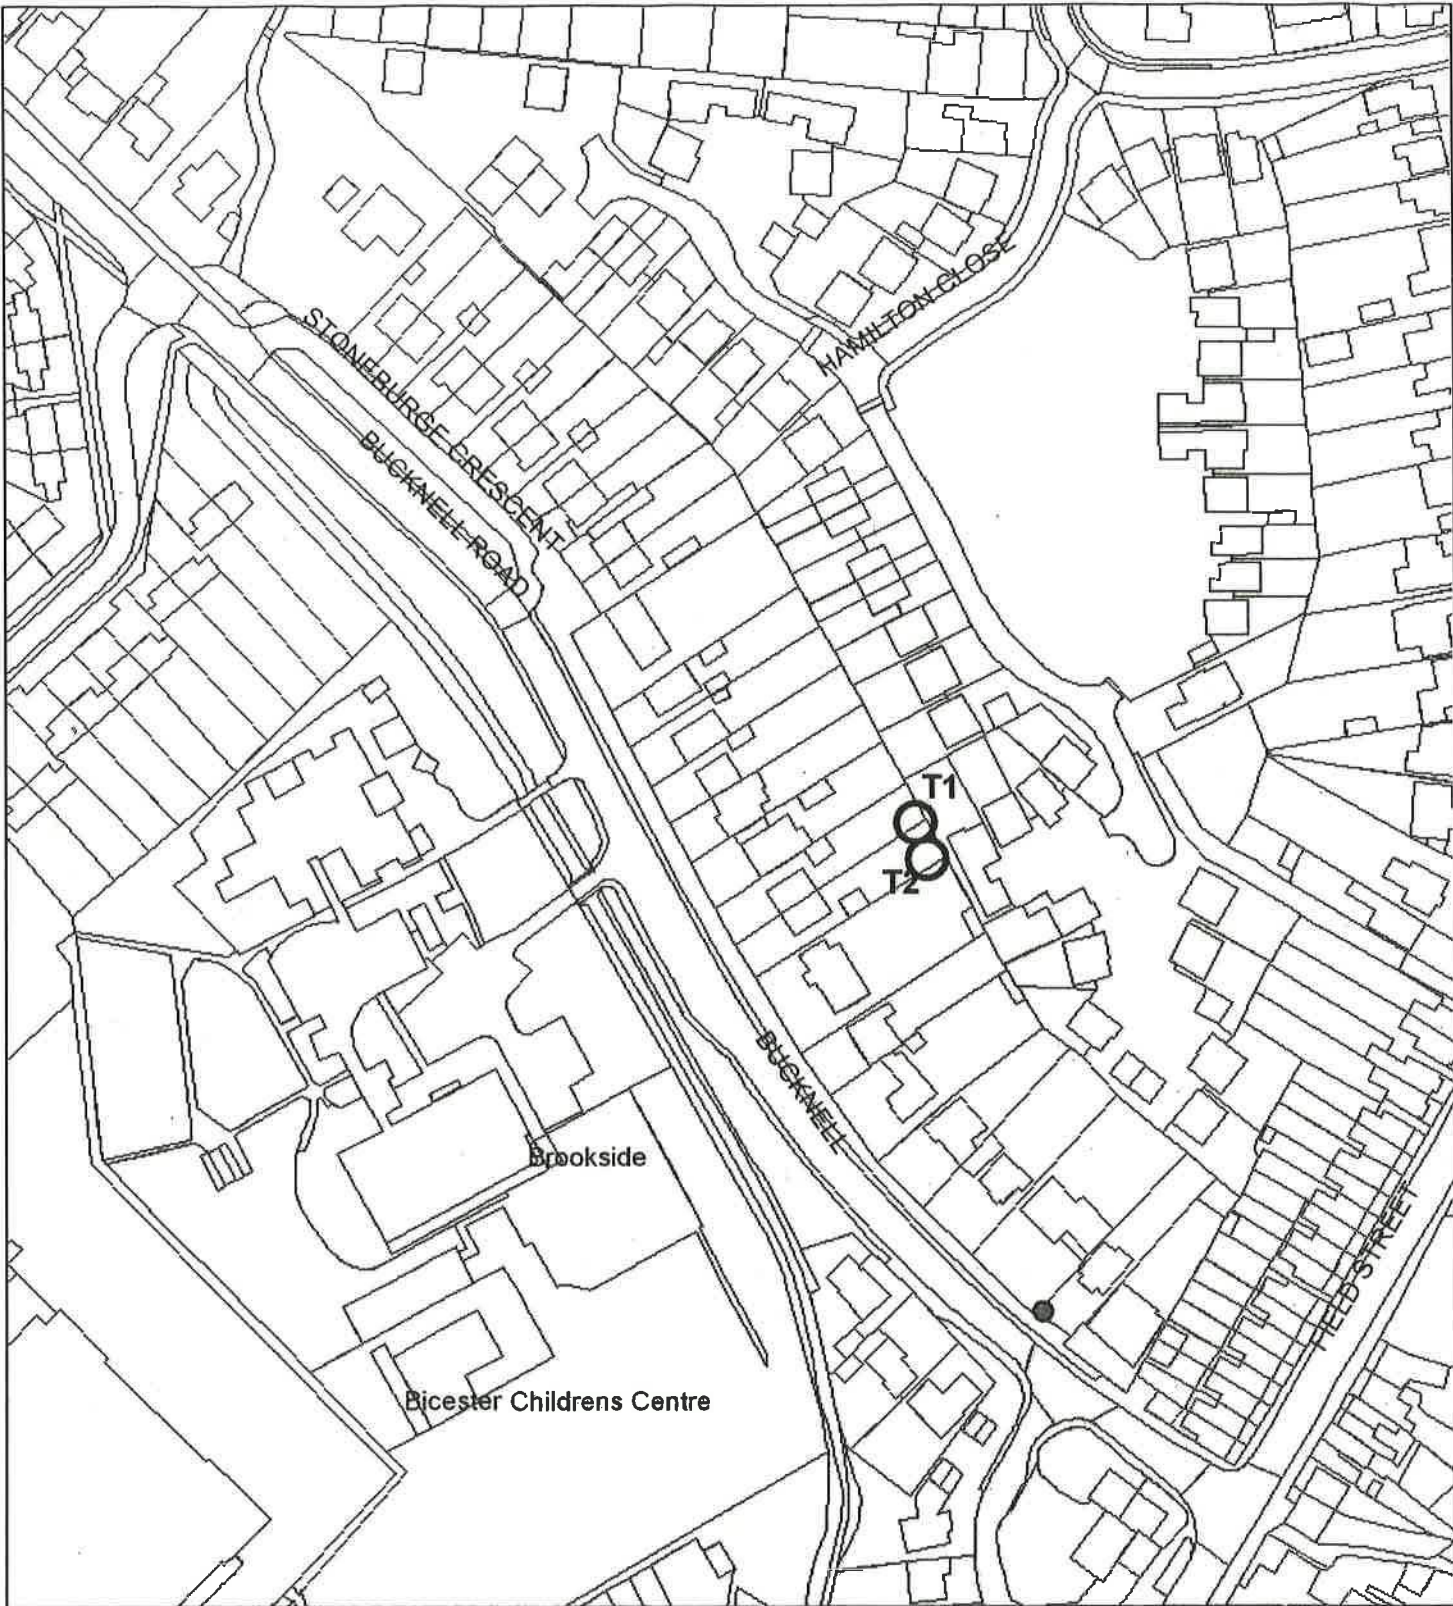 HAMILTON CLOSE
STONEBURGE CRESCENT
BUCKNELL ROAD
T1
T2
BUCKNELL
Brookside
FIELD STREET
Bicester Childrens Centre